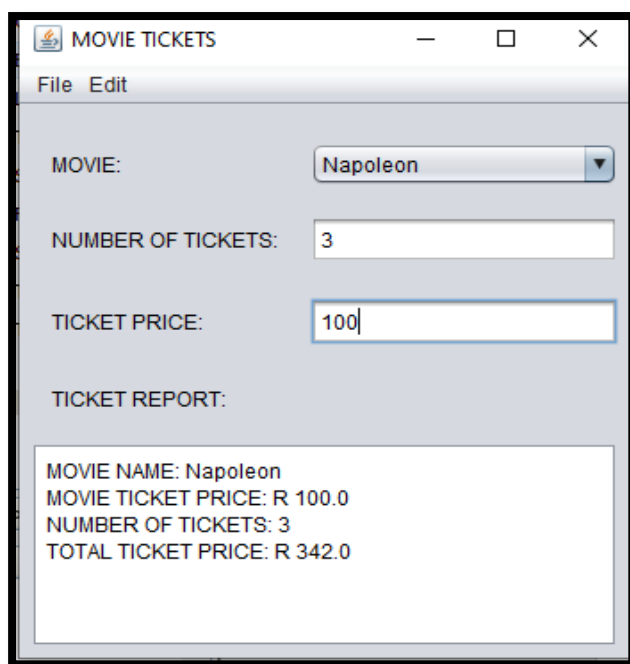 MOVIE TICKETS
File Edit
MOVIE: Napoleon
NUMBER OF TICKETS: 3
TICKET PRICE: 100
TICKET REPORT:
MOVIE NAME: Napoleon
MOVIE TICKET PRICE: R 100.0
NUMBER OF TICKETS: 3
TOTAL TICKET PRICE: R 342.0